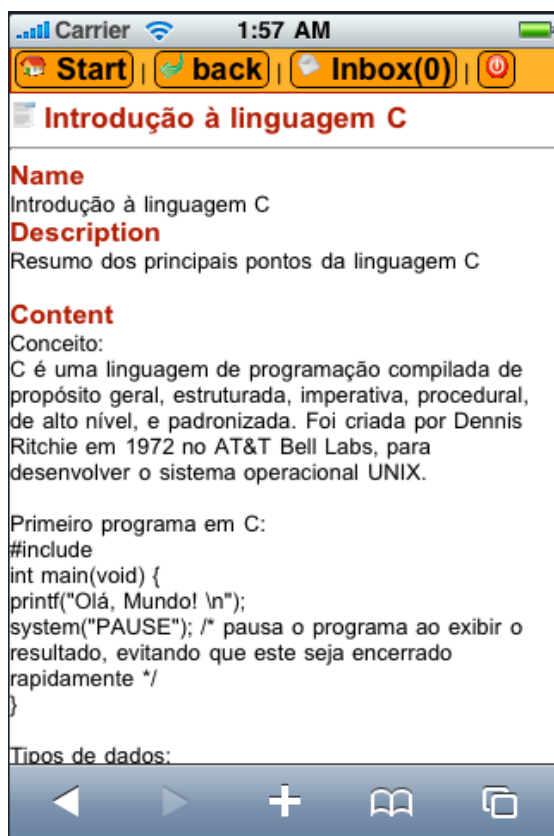 Carrier 1:57 AM
Start | back | Inbox(0) |
Introdução à linguagem C
Name
Introdução à linguagem C
Description
Resumo dos principais pontos da linguagem C
Content
Conceito:
C é uma linguagem de programação compilada de
propósito geral, estruturada, imperativa, procedural,
de alto nível, e padronizada. Foi criada por Dennis
Ritchie em 1972 no AT&T Bell Labs, para
desenvolver o sistema operacional UNIX.
Primeiro programa em C:
#include
int main(void) {
printf("Olá, Mundo! \n");
system("PAUSE"); /* pausa o programa ao exibir o
resultado, evitando que este seja encerrado
rapidamente */
}
Tipos de dados: